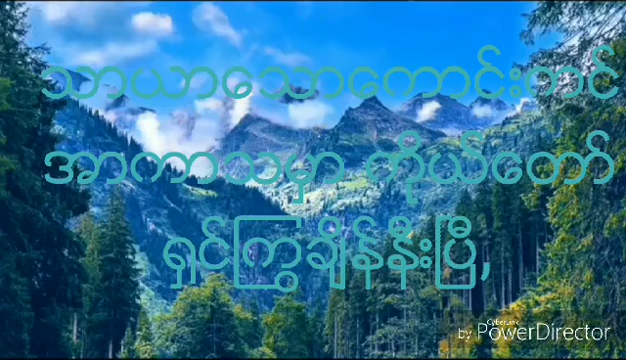 သာယာသောကောင်းကင်
အာကာသမှာ ကိုယ်တော်
ရှင်ကြွချိန်နီးပြီ,
CyberLink
by PowerDirector